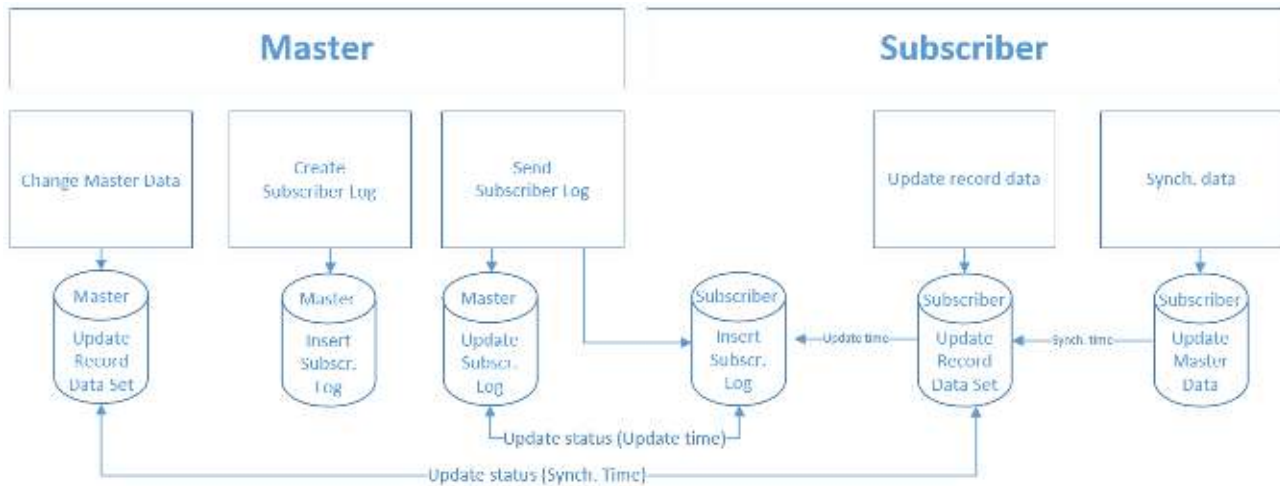 Master
Subscriber
Change Master Data
Create
Subscriber Log
Send
Subscriber Log
Update record data
Synch. data
Master
Update
Record
Data Set
Master
Insert
Subscr.
Log
Master
Update
Subscr.
Log
Subscriber
Insert
Subscr.
Log
Update time
Subscriber
Update
Record
Data Set
Synch. time
Subscriber
Update
Master
Data
Update status (Update time)
Update status (Synch. Time)